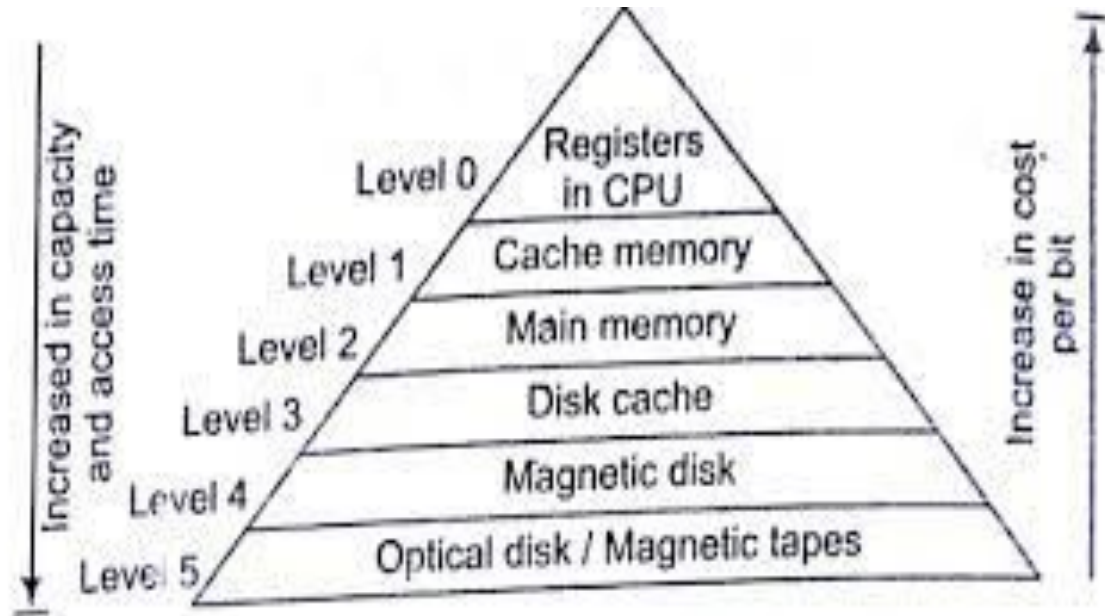 Increased in capacity
and access time
Level 0
Registers
in CPU
Level 1
Cache memory
Level 2
Main memory
Level 3
Disk cache
Level 4
Magnetic disk
Level 5
Optical disk / Magnetic tapes
Increase in cost
per bit